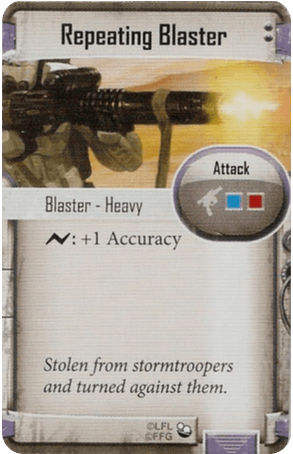 Repeating Blaster
Attack
Blaster - Heavy
: +1 Accuracy
Stolen from stormtroopers
and turned against them.
©LFL
©FFG